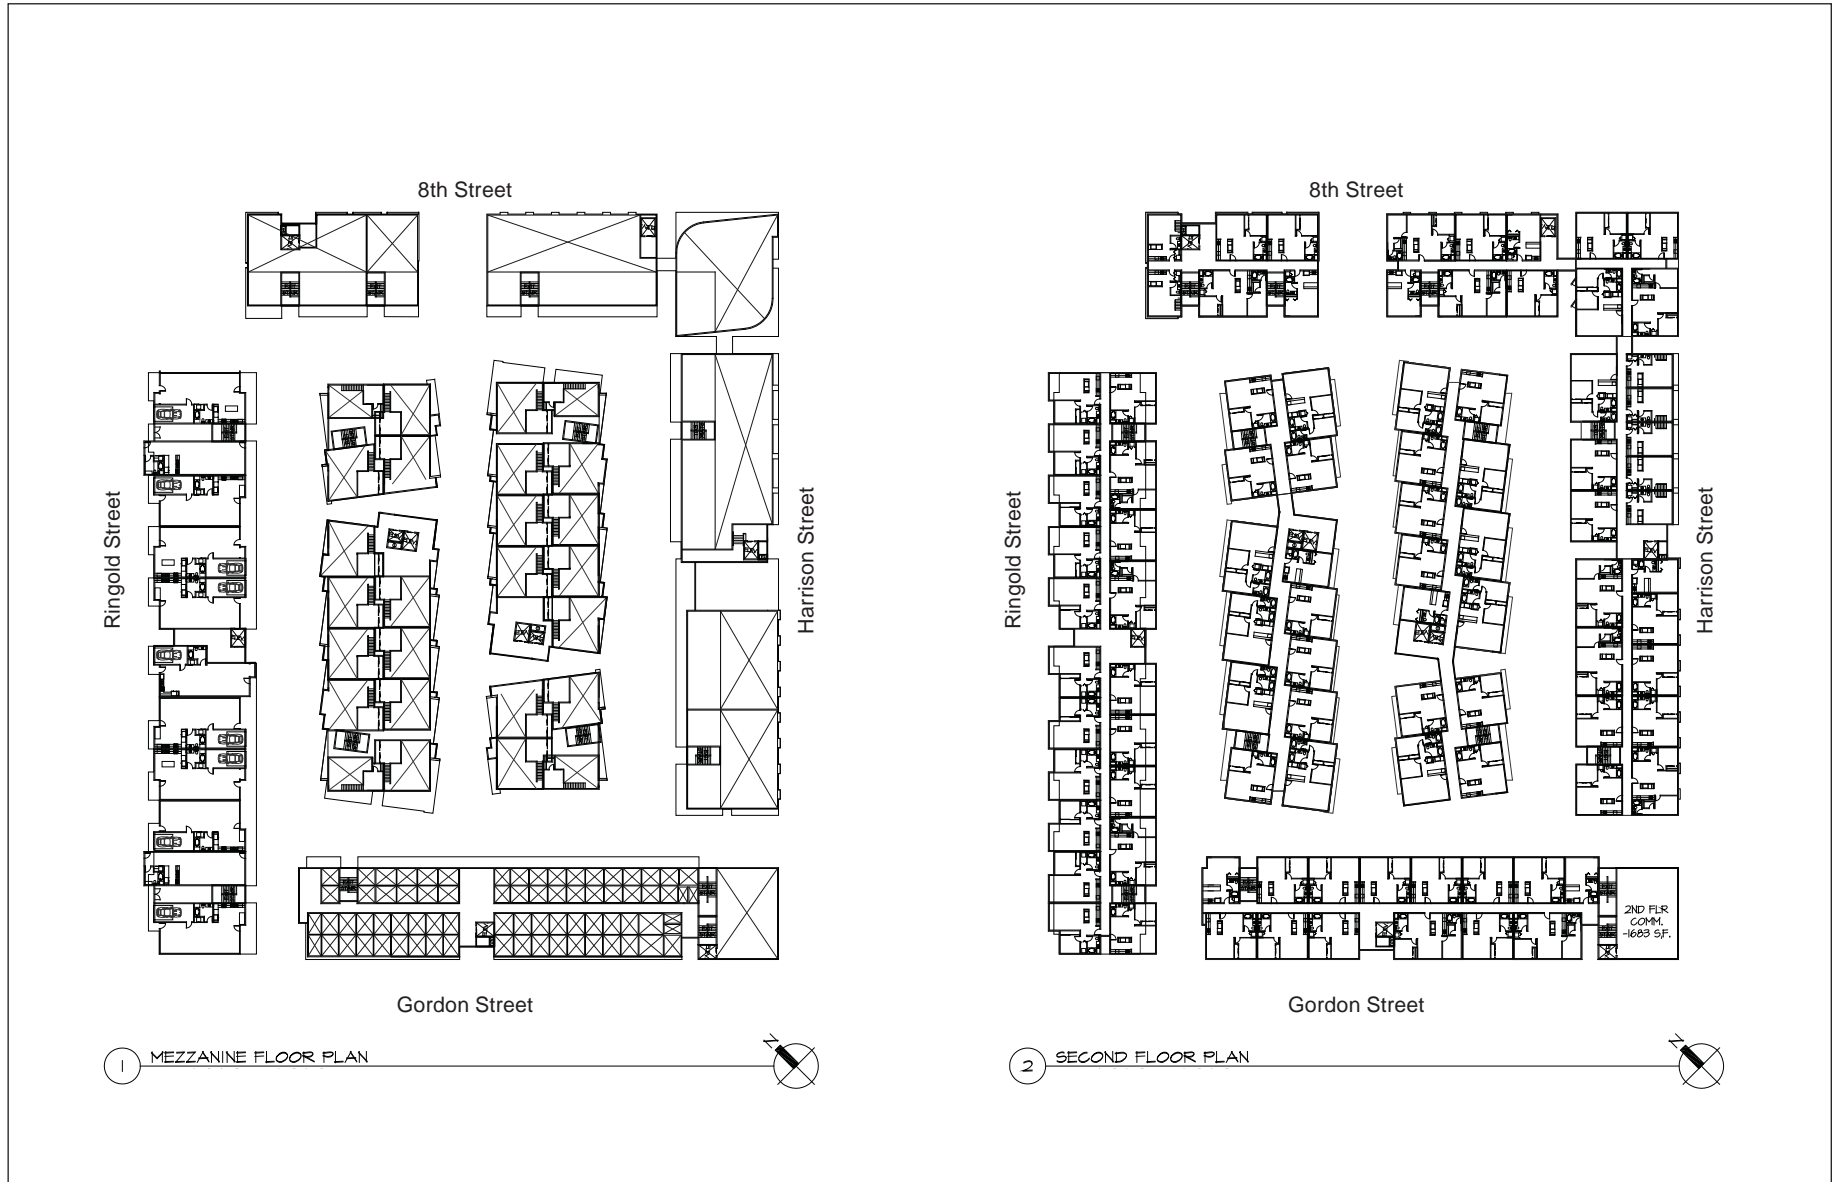 8th Street
8th Street
Ringold Street
Harrison Street
Ringold Street
Harrison Street
2ND FLR
COMM.
~1683 S.F.
Gordon Street
Gordon Street
N
N
1
MEZZANINE FLOOR PLAN
2
SECOND FLOOR PLAN